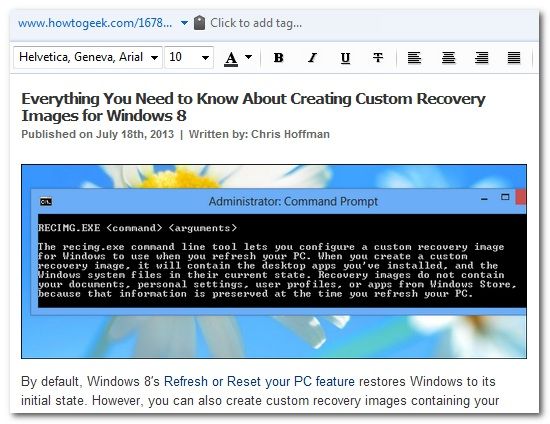 www.howtogeek.com/1678... Click to add tag...
Helvetica, Geneva, Arial 10 A B I U T
Everything You Need to Know About Creating Custom Recovery
Images for Windows 8
Published on July 18th, 2013 | Written by: Chris Hoffman
C:\. Administrator: Command Prompt
RECIMG.EXE <command> <arguments>
The recimg.exe command line tool lets you configure a custom recovery image
for Windows to use when you refresh your PC. When you create a custom
recovery image, it will contain the desktop apps you've installed, and the
Windows system files in their current state. Recovery images do not contain
your documents, personal settings, user profiles, or apps from Windows Store,
because that information is preserved at the time you refresh your PC.
By default, Windows 8's Refresh or Reset your PC feature restores Windows to its
initial state. However, you can also create custom recovery images containing your